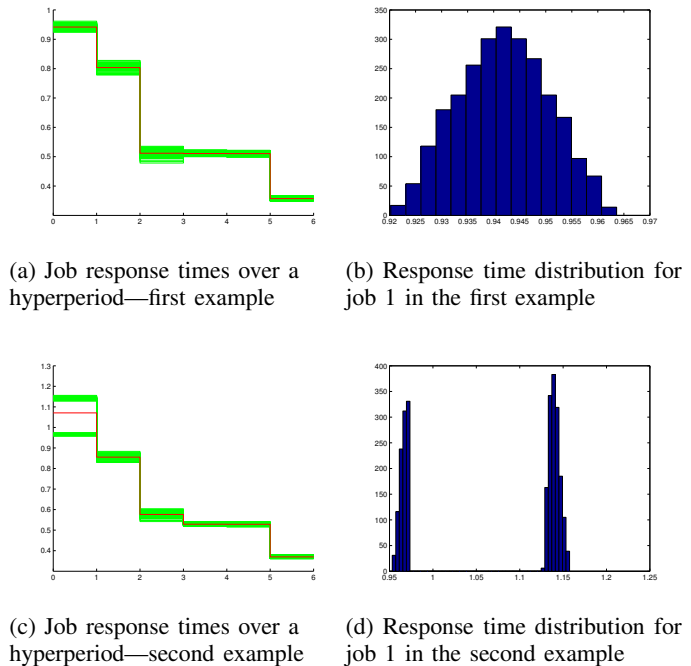 1
0.9
0.8
0.7
0.6
0.5
0.4
0 1 2 3 4 5 6
350
300
250
200
150
100
50
0
0.92 0.925 0.93 0.935 0.94 0.945 0.95 0.955 0.96 0.965 0.97
(a) Job response times over a
hyperperiod—first example
(b) Response time distribution for
job 1 in the first example
1.3
1.2
1.1
1
0.9
0.8
0.7
0.6
0.5
0.4
0 1 2 3 4 5 6
400
350
300
250
200
150
100
50
0
0.95 1 1.05 1.1 1.15 1.2 1.25
(c) Job response times over a
hyperperiod—second example
(d) Response time distribution for
job 1 in the second example